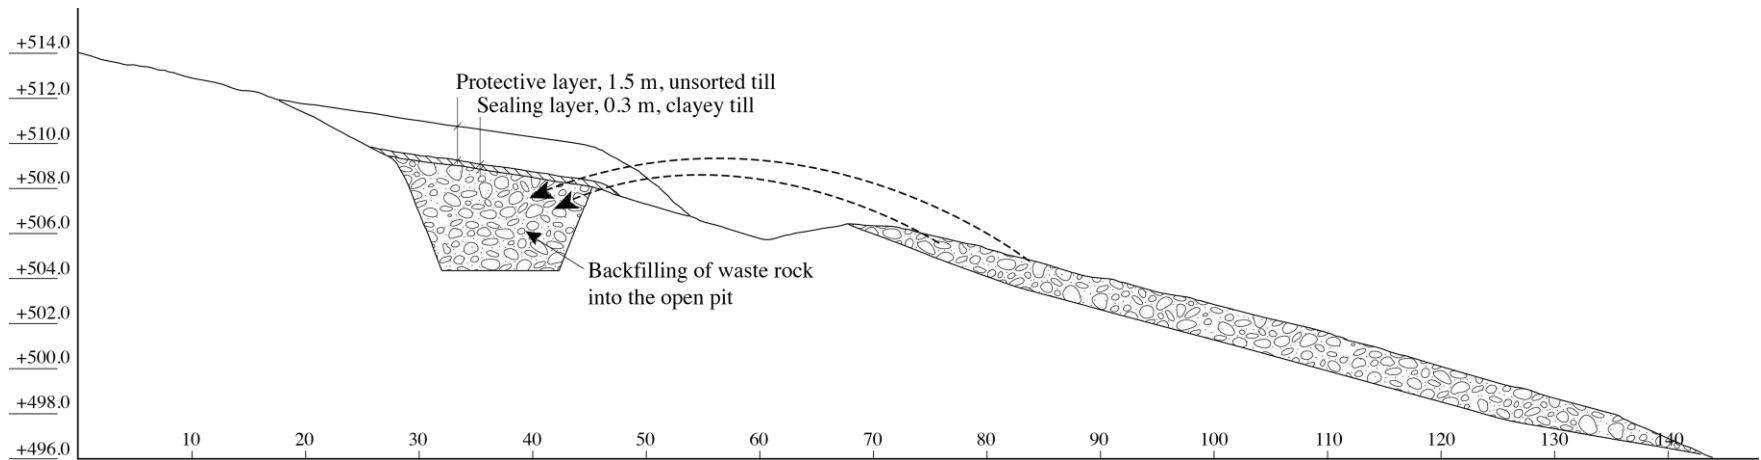 +514.0
+512.0
+510.0
+508.0
+506.0
+504.0
+502.0
+500.0
+498.0
+496.0
Protective layer, 1.5 m, unsorted till
Sealing layer, 0.3 m, clayey till
Backfilling of waste rock
into the open pit
10 20 30 40 50 60 70 80 90 100 110 120 130 140